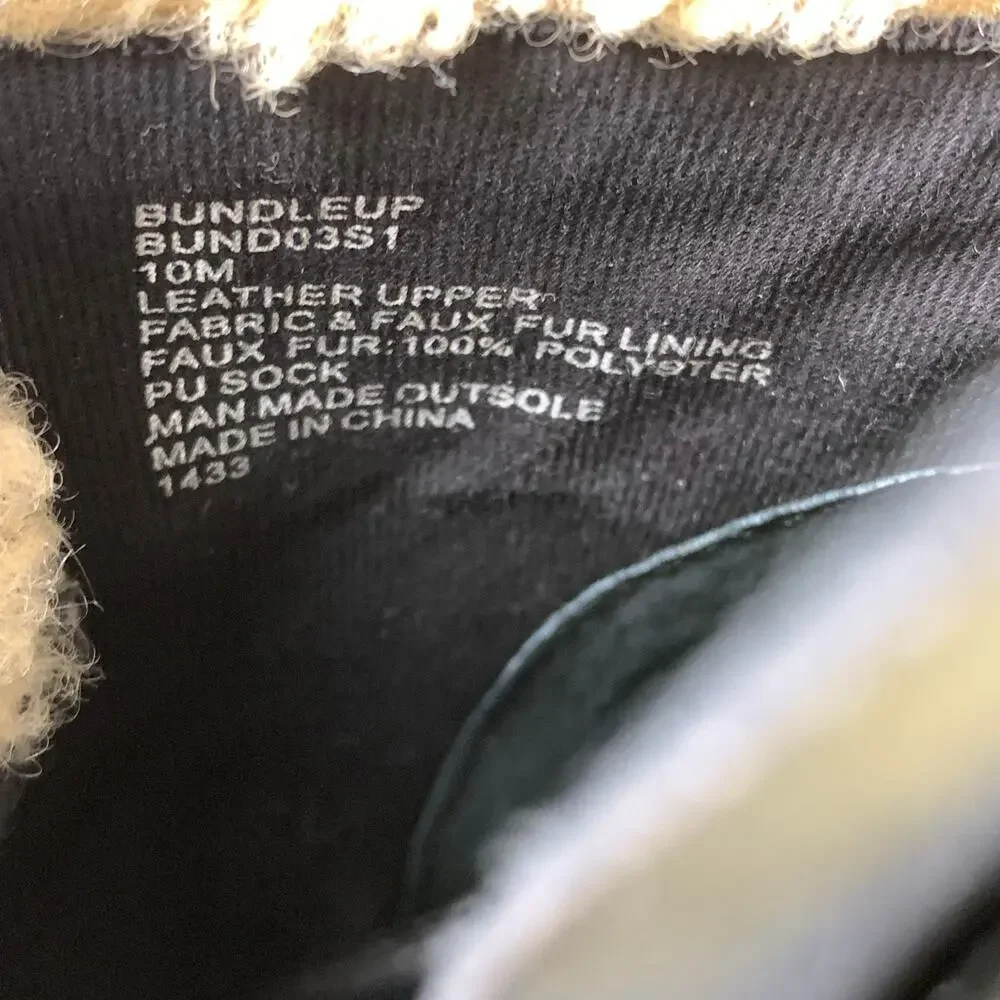 BUNDLEUP
BUND03S1
10M
LEATHER UPPER
FABRIC & FAUX FUR LINING
FAUX FUR: 100% POLYSTER
PU SOCK
MAN MADE OUTSOLE
MADE IN CHINA
1433